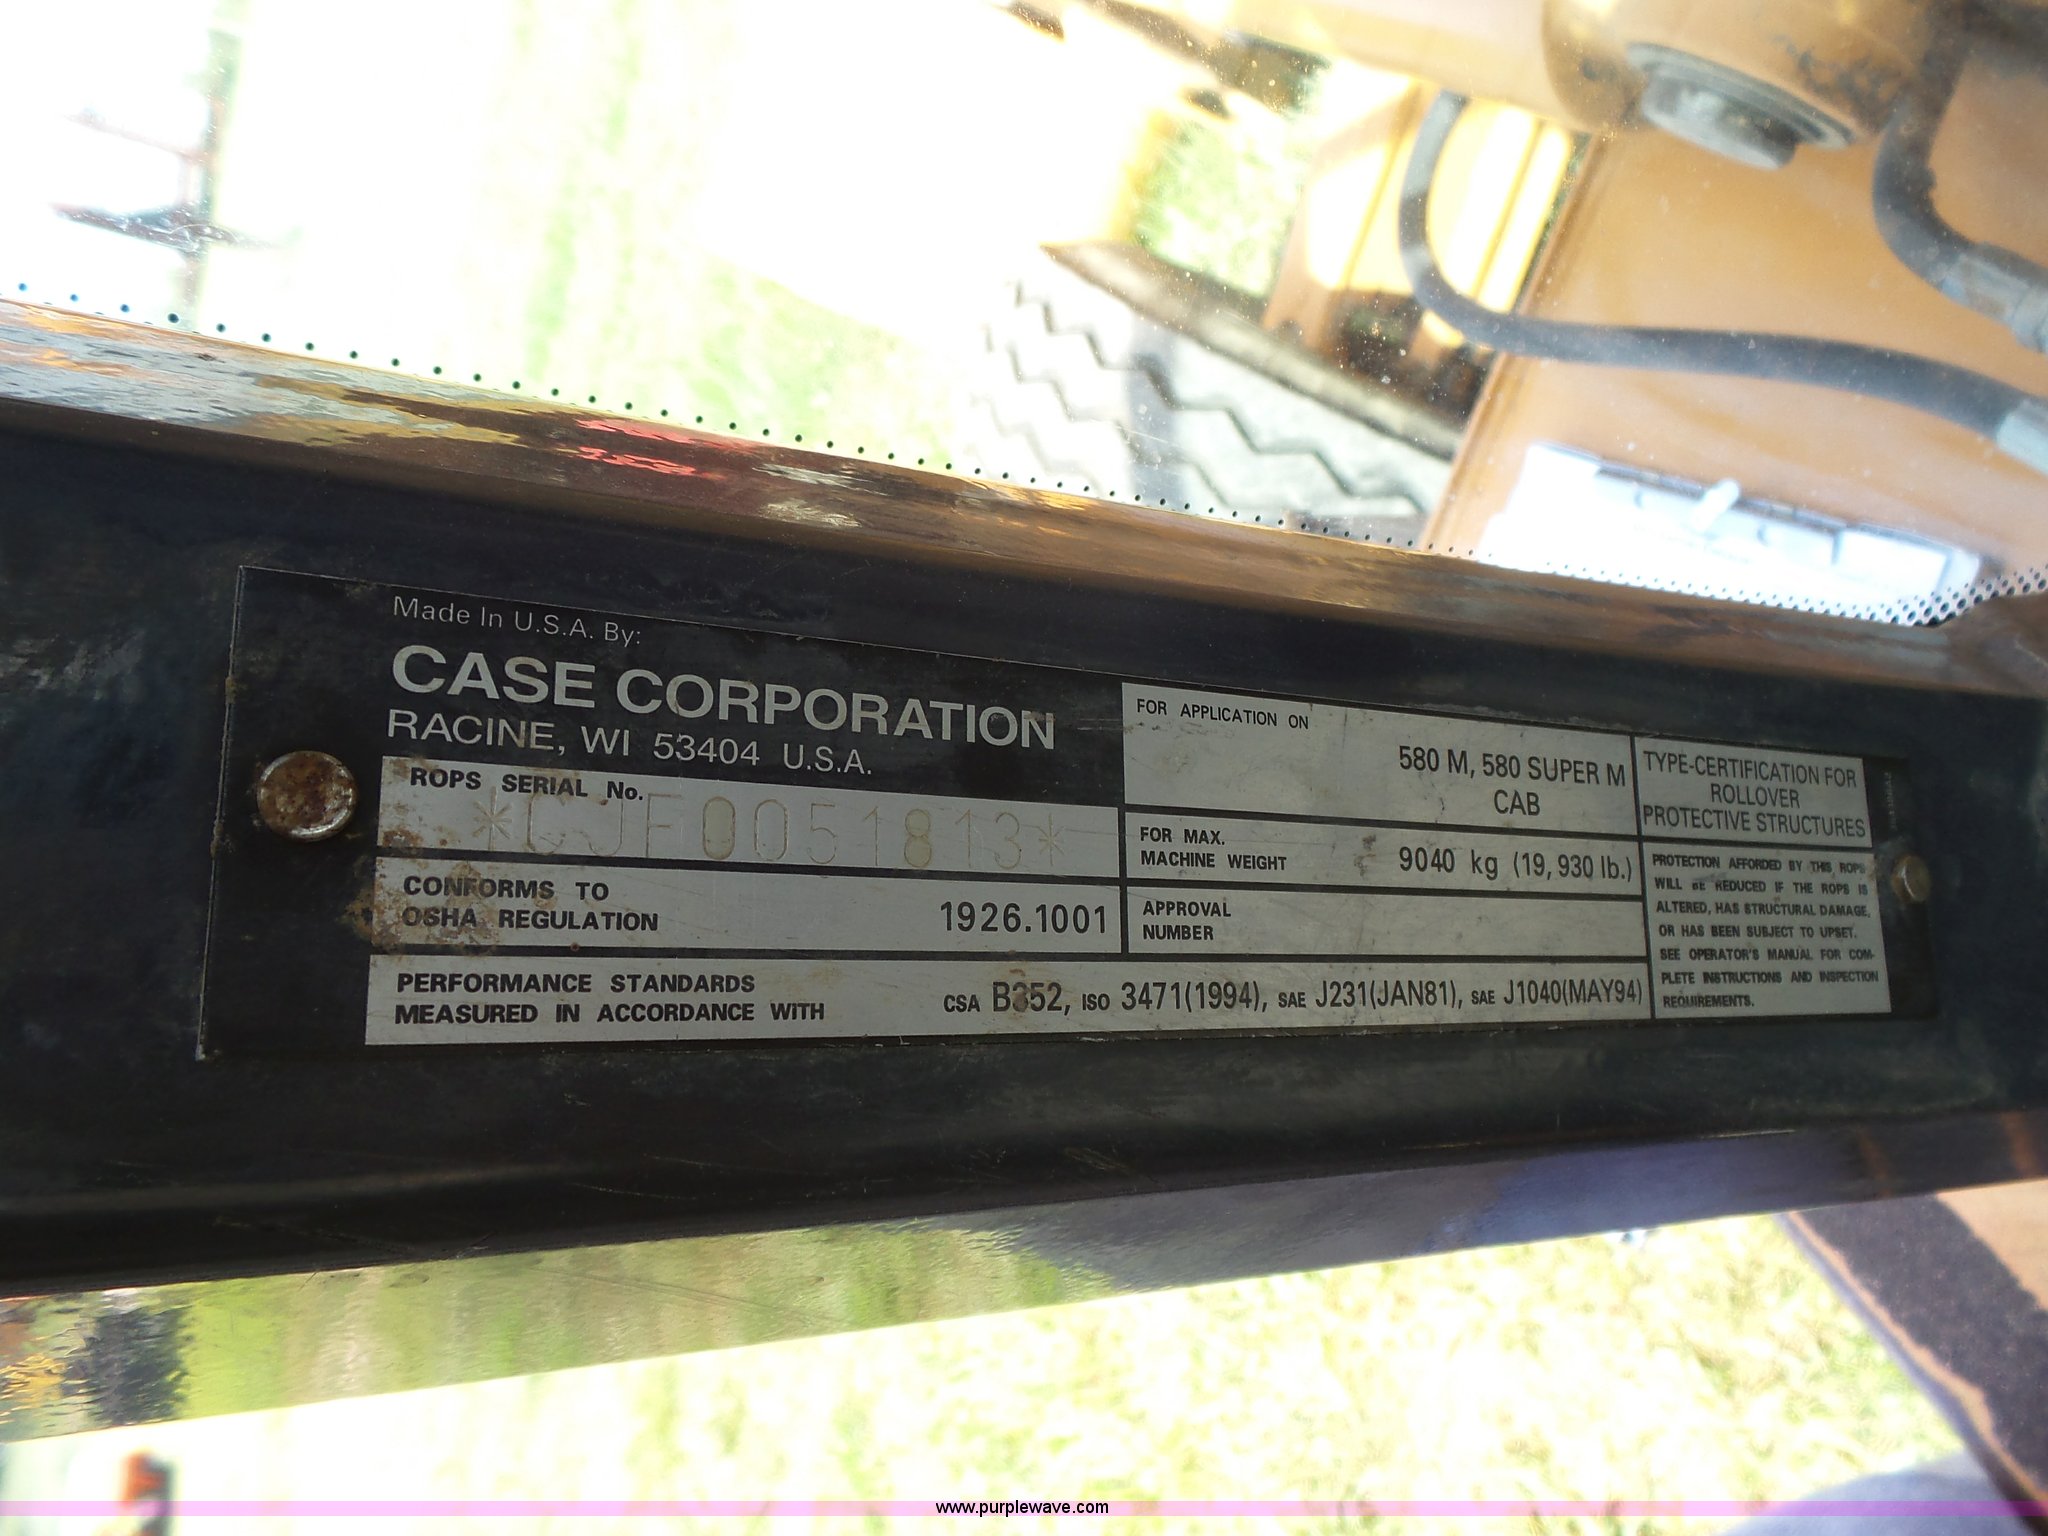 Made In U.S.A. By:
CASE CORPORATION
RACINE, WI 53404 U.S.A.
ROPS SERIAL No.
*CJF0051813*
CONFORMS TO
OSHA REGULATION
1926.1001
PERFORMANCE STANDARDS
MEASURED IN ACCORDANCE WITH
CSA B352, ISO 3471(1994), SAE J231(JAN81), SAE J1040(MAY94)
FOR APPLICATION ON
580 M, 580 SUPER M
CAB
FOR MAX.
MACHINE WEIGHT
9040 kg (19,930 lb.)
APPROVAL
NUMBER
TYPE-CERTIFICATION FOR
ROLLOVER
PROTECTIVE STRUCTURES
PROTECTION AFFORDED BY THIS ROPS
WILL BE REDUCED IF THE ROPS IS
ALTERED, HAS STRUCTURAL DAMAGE,
OR HAS BEEN SUBJECT TO UPSET.
SEE OPERATOR'S MANUAL FOR COM-
PLETE INSTRUCTIONS AND INSPECTION
REQUIREMENTS.
www.purplewave.com